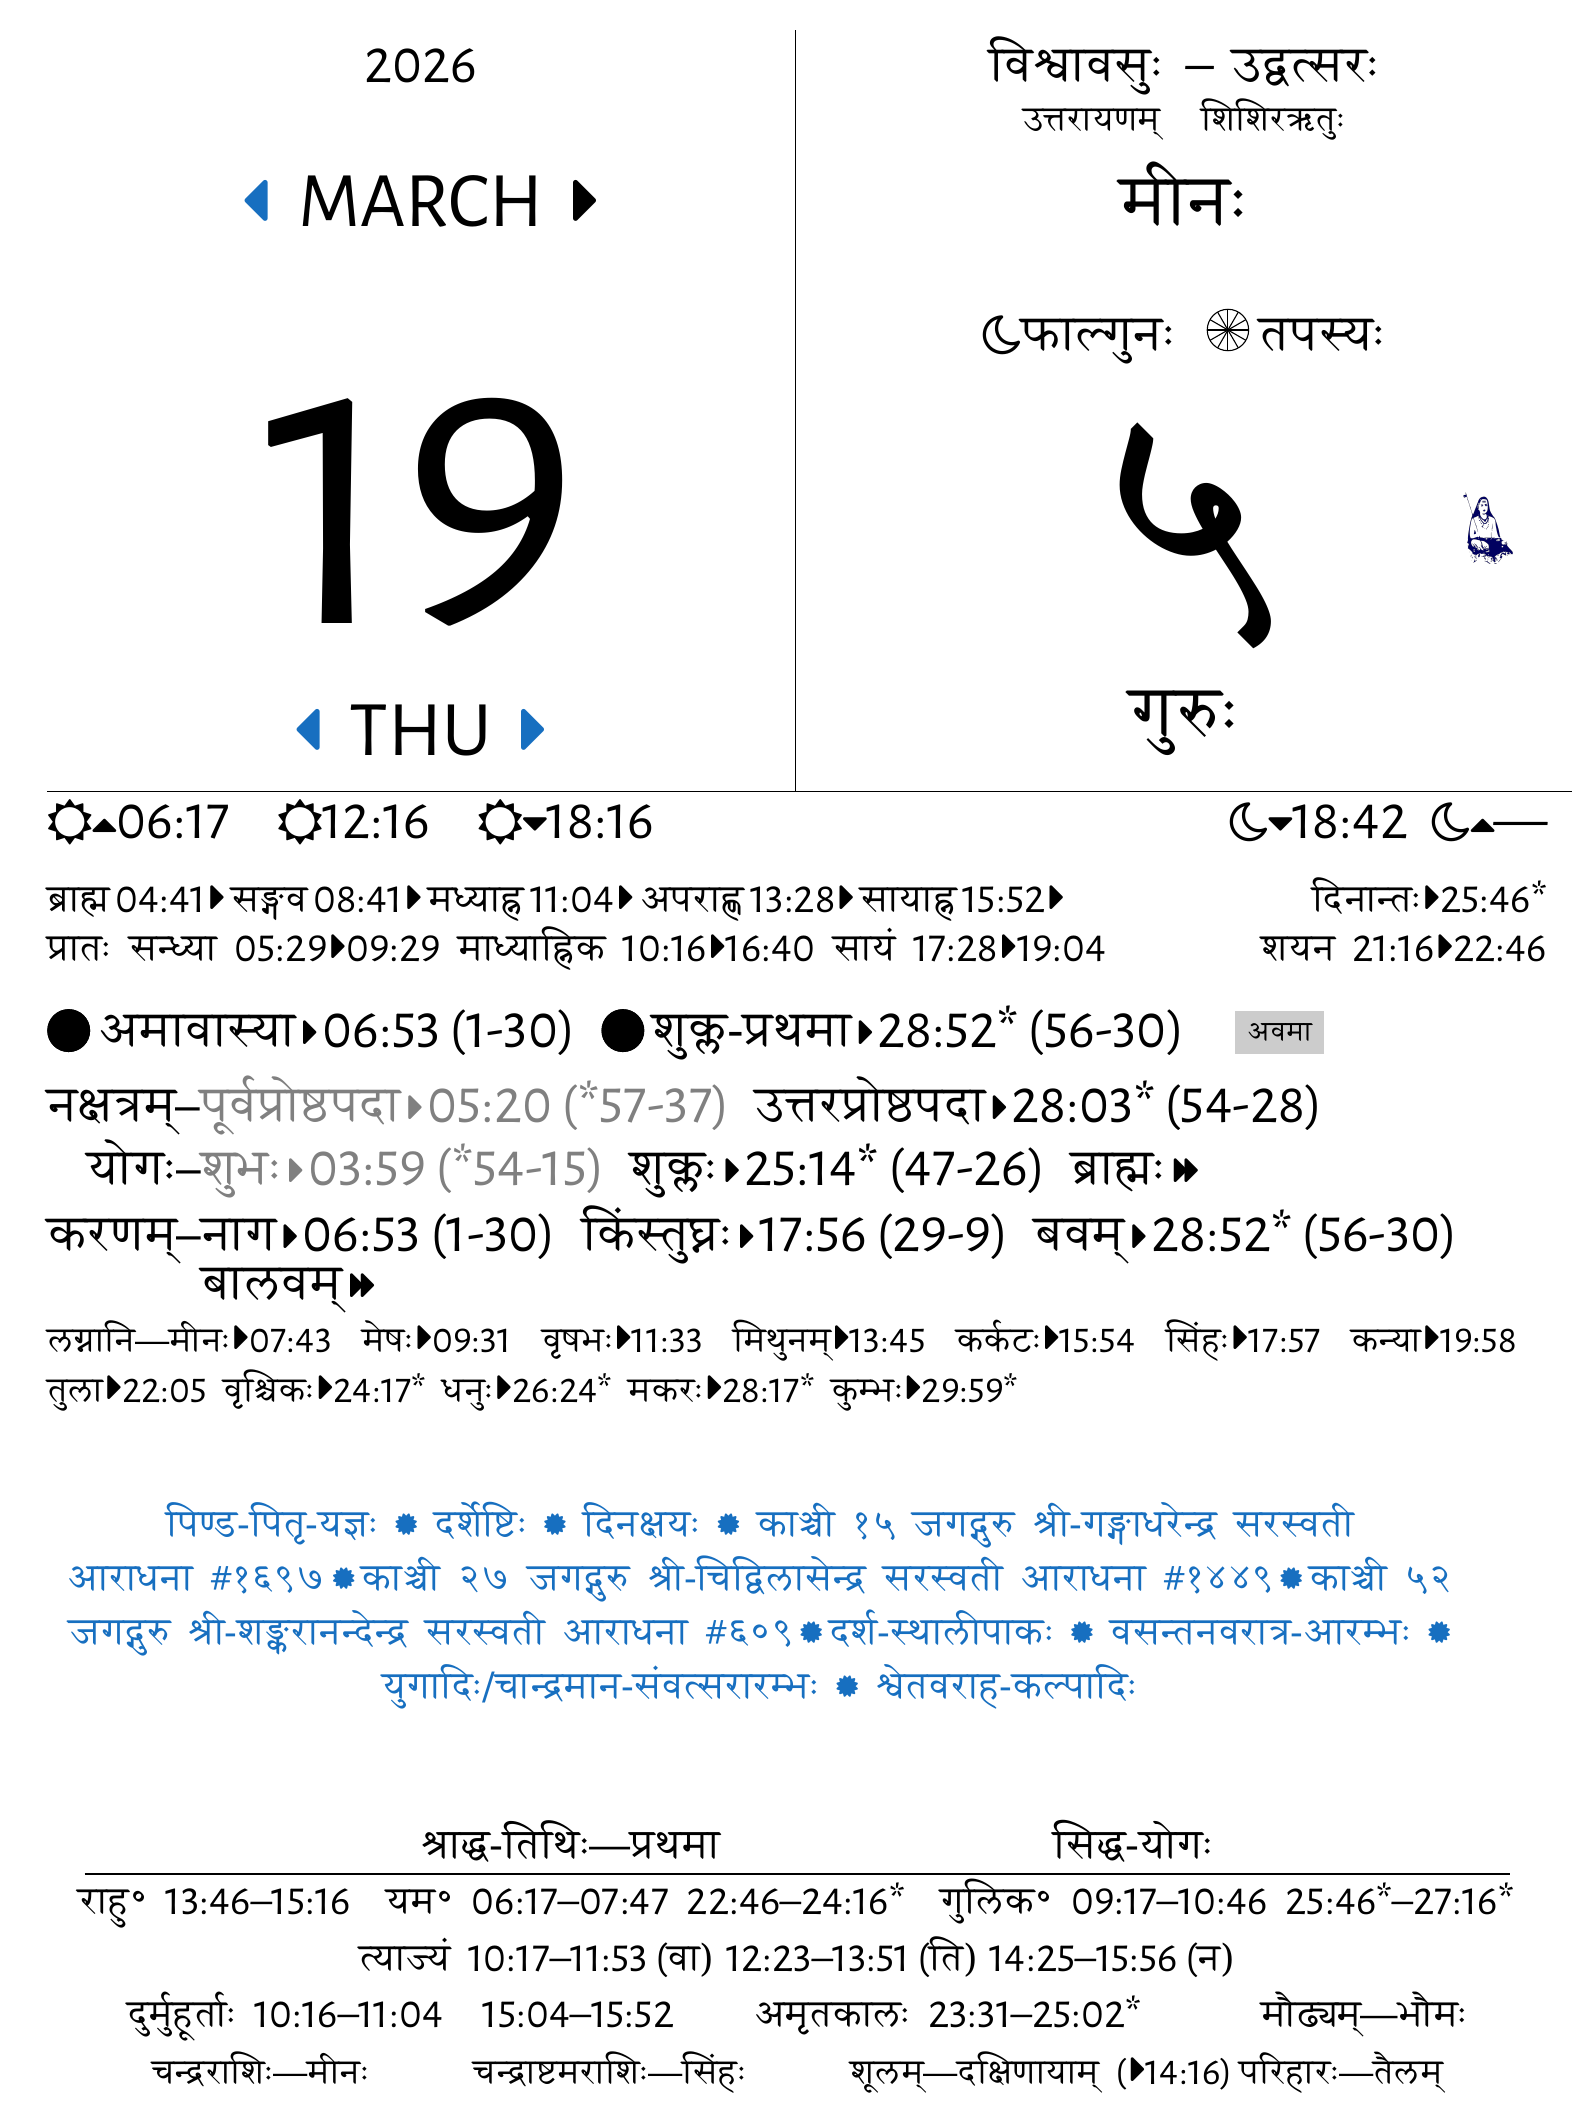 2026
MARCH
19
THU
विश्वावसुः – उद्वत्सरः
उत्तरायणम् शिशिरऋतुः
मीनः
फाल्गुनः तपस्यः
५
गुरुः
06:17 12:16 18:16 18:42 —
ब्राह्म 04:41 सङ्गव 08:41 मध्याह्न 11:04 अपराह्ण 13:28 सायाह्न 15:52 दिनान्तः 25:46*
प्रातः सन्ध्या 05:29 09:29 माध्याह्निक 10:16 16:40 सायं 17:28 19:04 शयन 21:16 22:46
अमावास्या 06:53 (1-30) शुक्ल-प्रथमा 28:52* (56-30) अवमा
नक्षत्रम्–पूर्वप्रोष्ठपदा 05:20 (*57-37) उत्तरप्रोष्ठपदा 28:03* (54-28)
योगः–शुभः 03:59 (*54-15) शुक्लः 25:14* (47-26) ब्राह्मः
करणम्–नाग 06:53 (1-30) किंस्तुघ्नः 17:56 (29-9) बवम् 28:52* (56-30)
बालवम्
लग्नानि—मीनः 07:43 मेषः 09:31 वृषभः 11:33 मिथुनम् 13:45 कर्कटः 15:54 सिंहः 17:57 कन्या 19:58
तुला 22:05 वृश्चिकः 24:17* धनुः 26:24* मकरः 28:17* कुम्भः 29:59*
पिण्ड-पितृ-यज्ञः ✹ दर्शेष्टिः ✹ दिनक्षयः ✹ काञ्ची १५ जगद्गुरु श्री-गङ्गाधरेन्द्र सरस्वती
आराधना #१६९७ ✹ काञ्ची २७ जगद्गुरु श्री-चिद्विलासेन्द्र सरस्वती आराधना #१४४९ ✹ काञ्ची ५२
जगद्गुरु श्री-शङ्करानन्देन्द्र सरस्वती आराधना #६०९ ✹ दर्श-स्थालीपाकः ✹ वसन्तनवरात्र-आरम्भः ✹
युगादिः/चान्द्रमान-संवत्सरारम्भः ✹ श्वेतवराह-कल्पादिः
श्राद्ध-तिथिः—प्रथमा सिद्ध-योगः
राहु॰ 13:46–15:16 यम॰ 06:17–07:47 22:46–24:16* गुलिक॰ 09:17–10:46 25:46*–27:16*
त्याज्यं 10:17–11:53 (वा) 12:23–13:51 (ति) 14:25–15:56 (न)
दुर्मुहूर्ताः 10:16–11:04 15:04–15:52 अमृतकालः 23:31–25:02* मौढ्यम्—भौमः
चन्द्रराशिः—मीनः चन्द्राष्टमराशिः—सिंहः शूलम्—दक्षिणायाम् (14:16) परिहारः—तैलम्